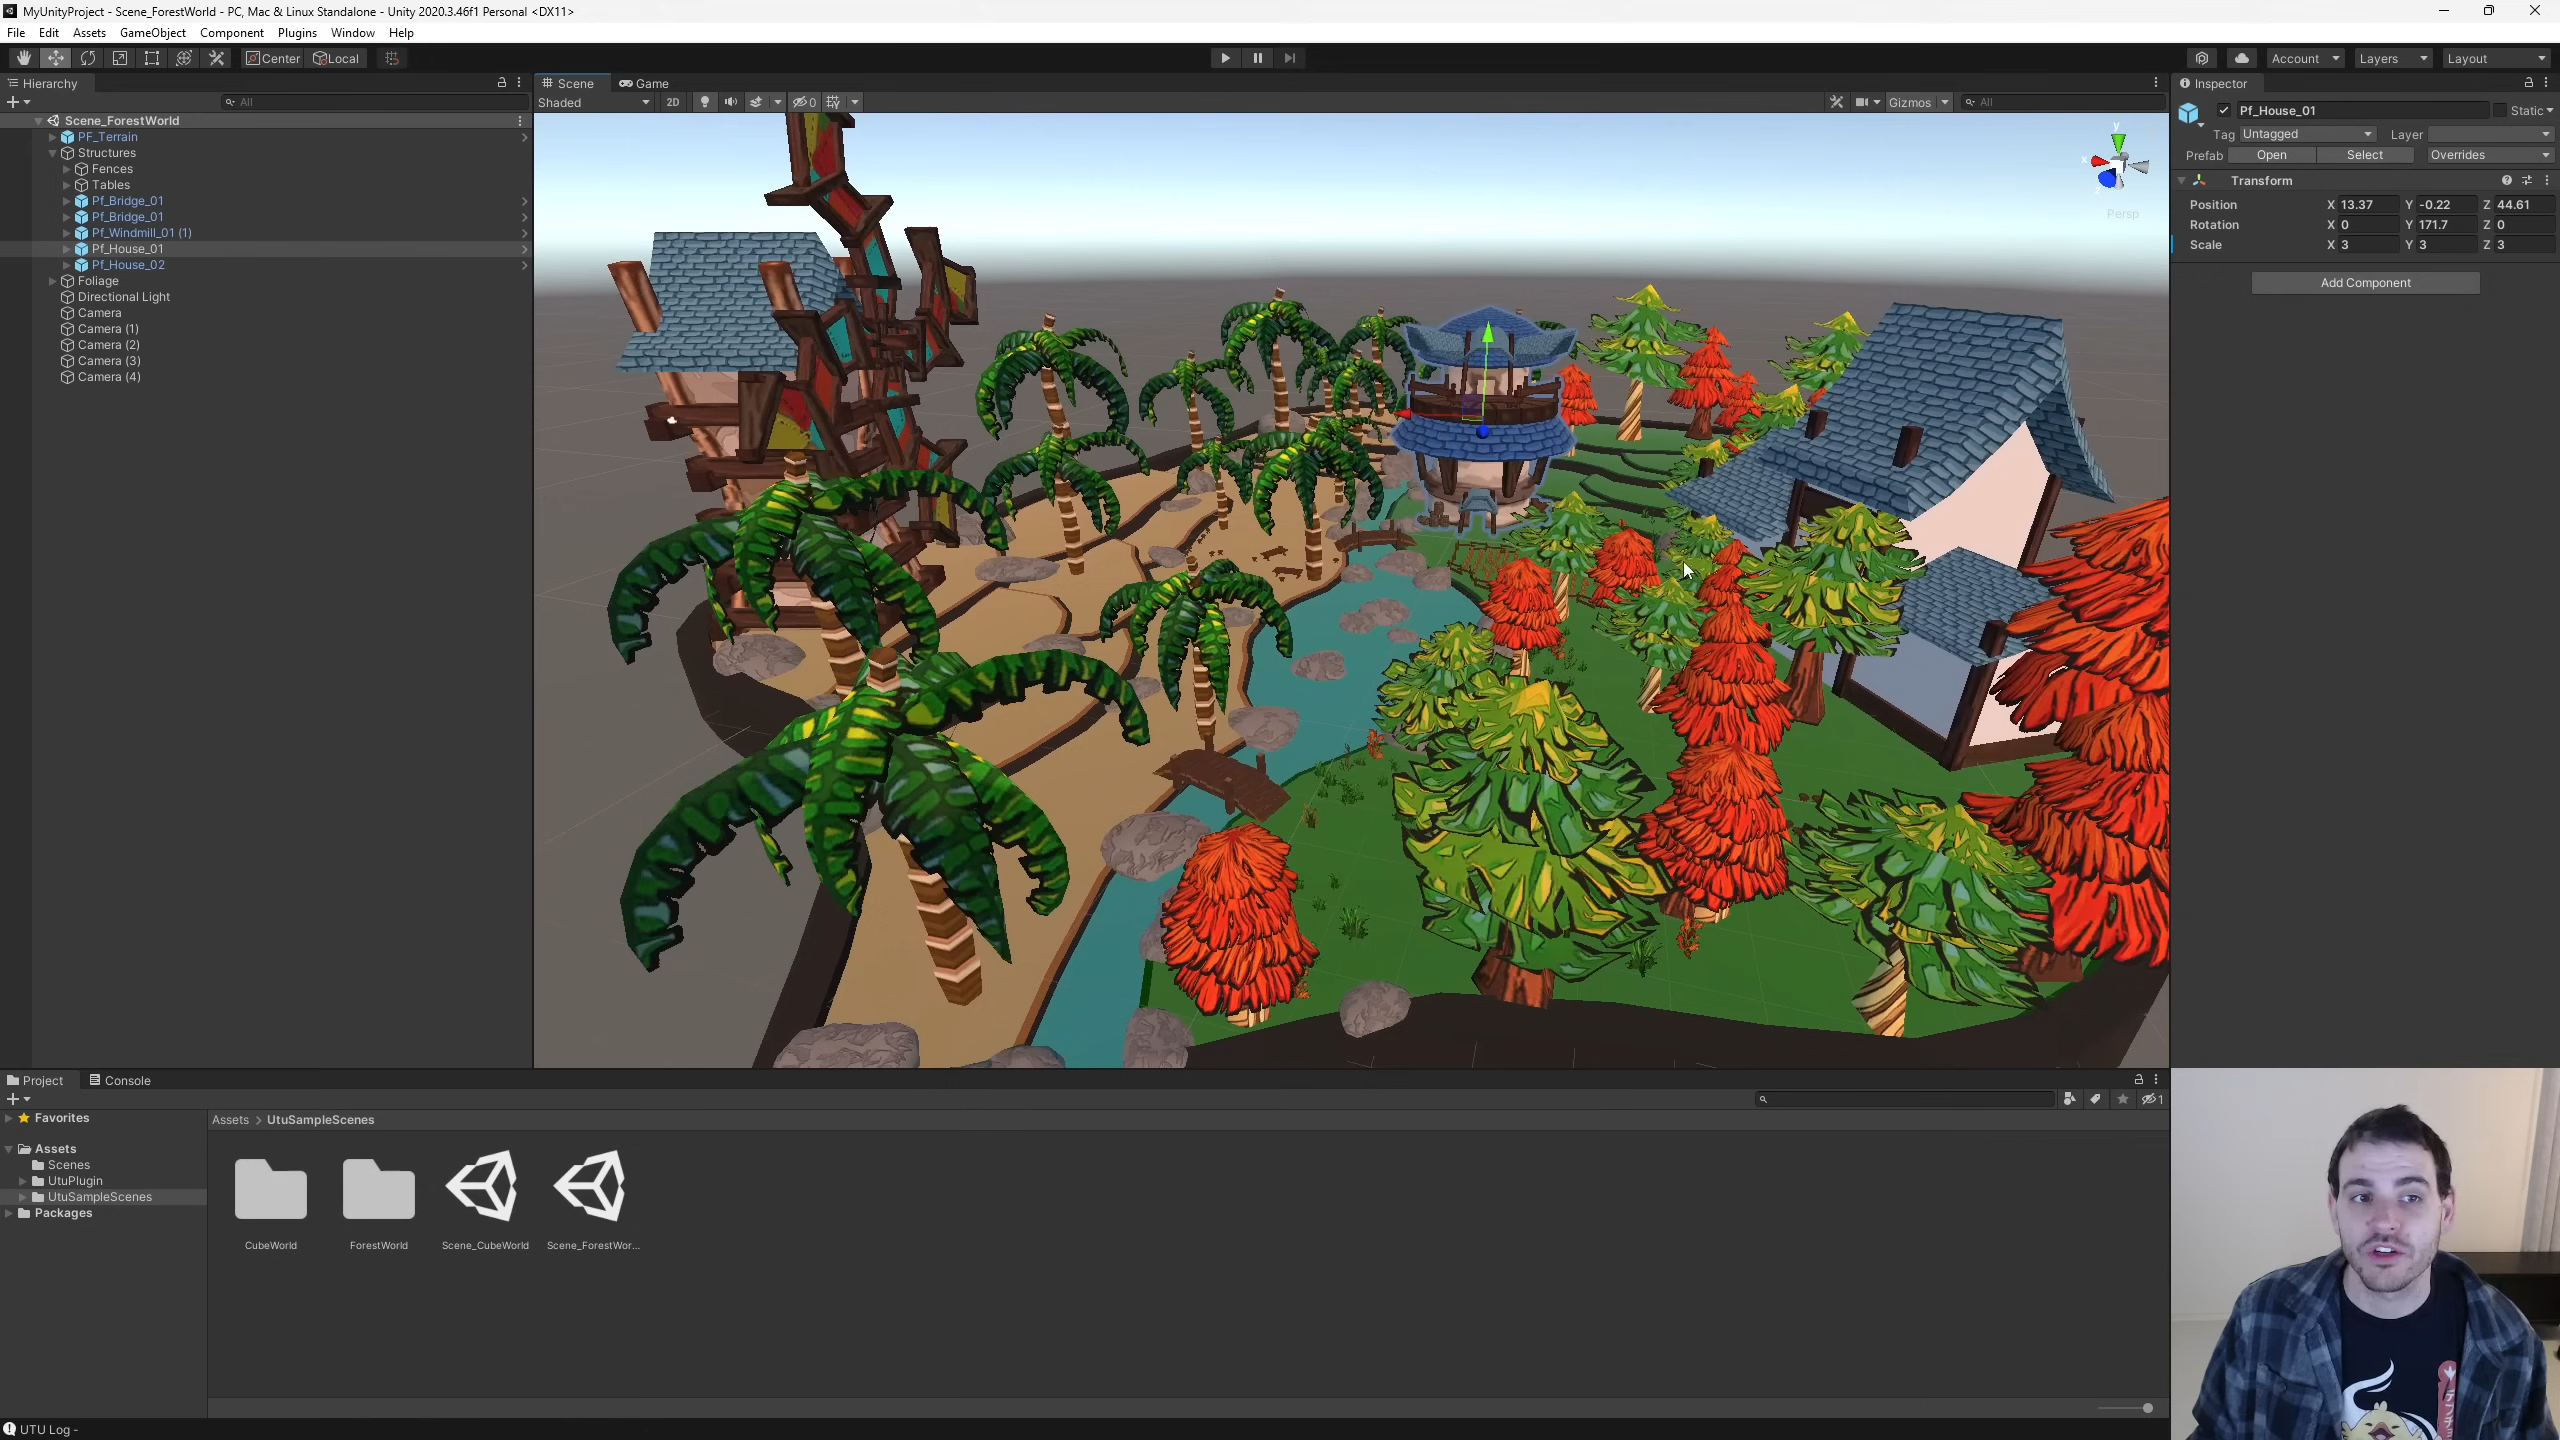 MyUnityProject - Scene_ForestWorld - PC, Mac & Linux Standalone - Unity 2020.3.46f1 Personal <DX11>
File Edit Assets GameObject Component Plugins Window Help
Center Local Account Layers Layout
Hierarchy
All
Scene_ForestWorld
PF_Terrain
Structures
Fences
Tables
Pf_Bridge_01
Pf_Bridge_01
Pf_Windmill_01 (1)
Pf_House_01
Pf_House_02
Foliage
Directional Light
Camera
Camera (1)
Camera (2)
Camera (3)
Camera (4)
Scene Game
Shaded 2D 0 Gizmos All
y
x
Persp
Inspector
Pf_House_01 Static
Tag Untagged Layer
Prefab Open Select Overrides
Transform
Position X 13.37 Y -0.22 Z 44.61
Rotation X 0 Y 171.7 Z 0
Scale X 3 Y 3 Z 3
Add Component
Project Console
1
Favorites
Assets
Scenes
UtuPlugin
UtuSampleScenes
Packages
Assets > UtuSampleScenes
CubeWorld ForestWorld Scene_CubeWorld Scene_ForestWor...
UTU Log -